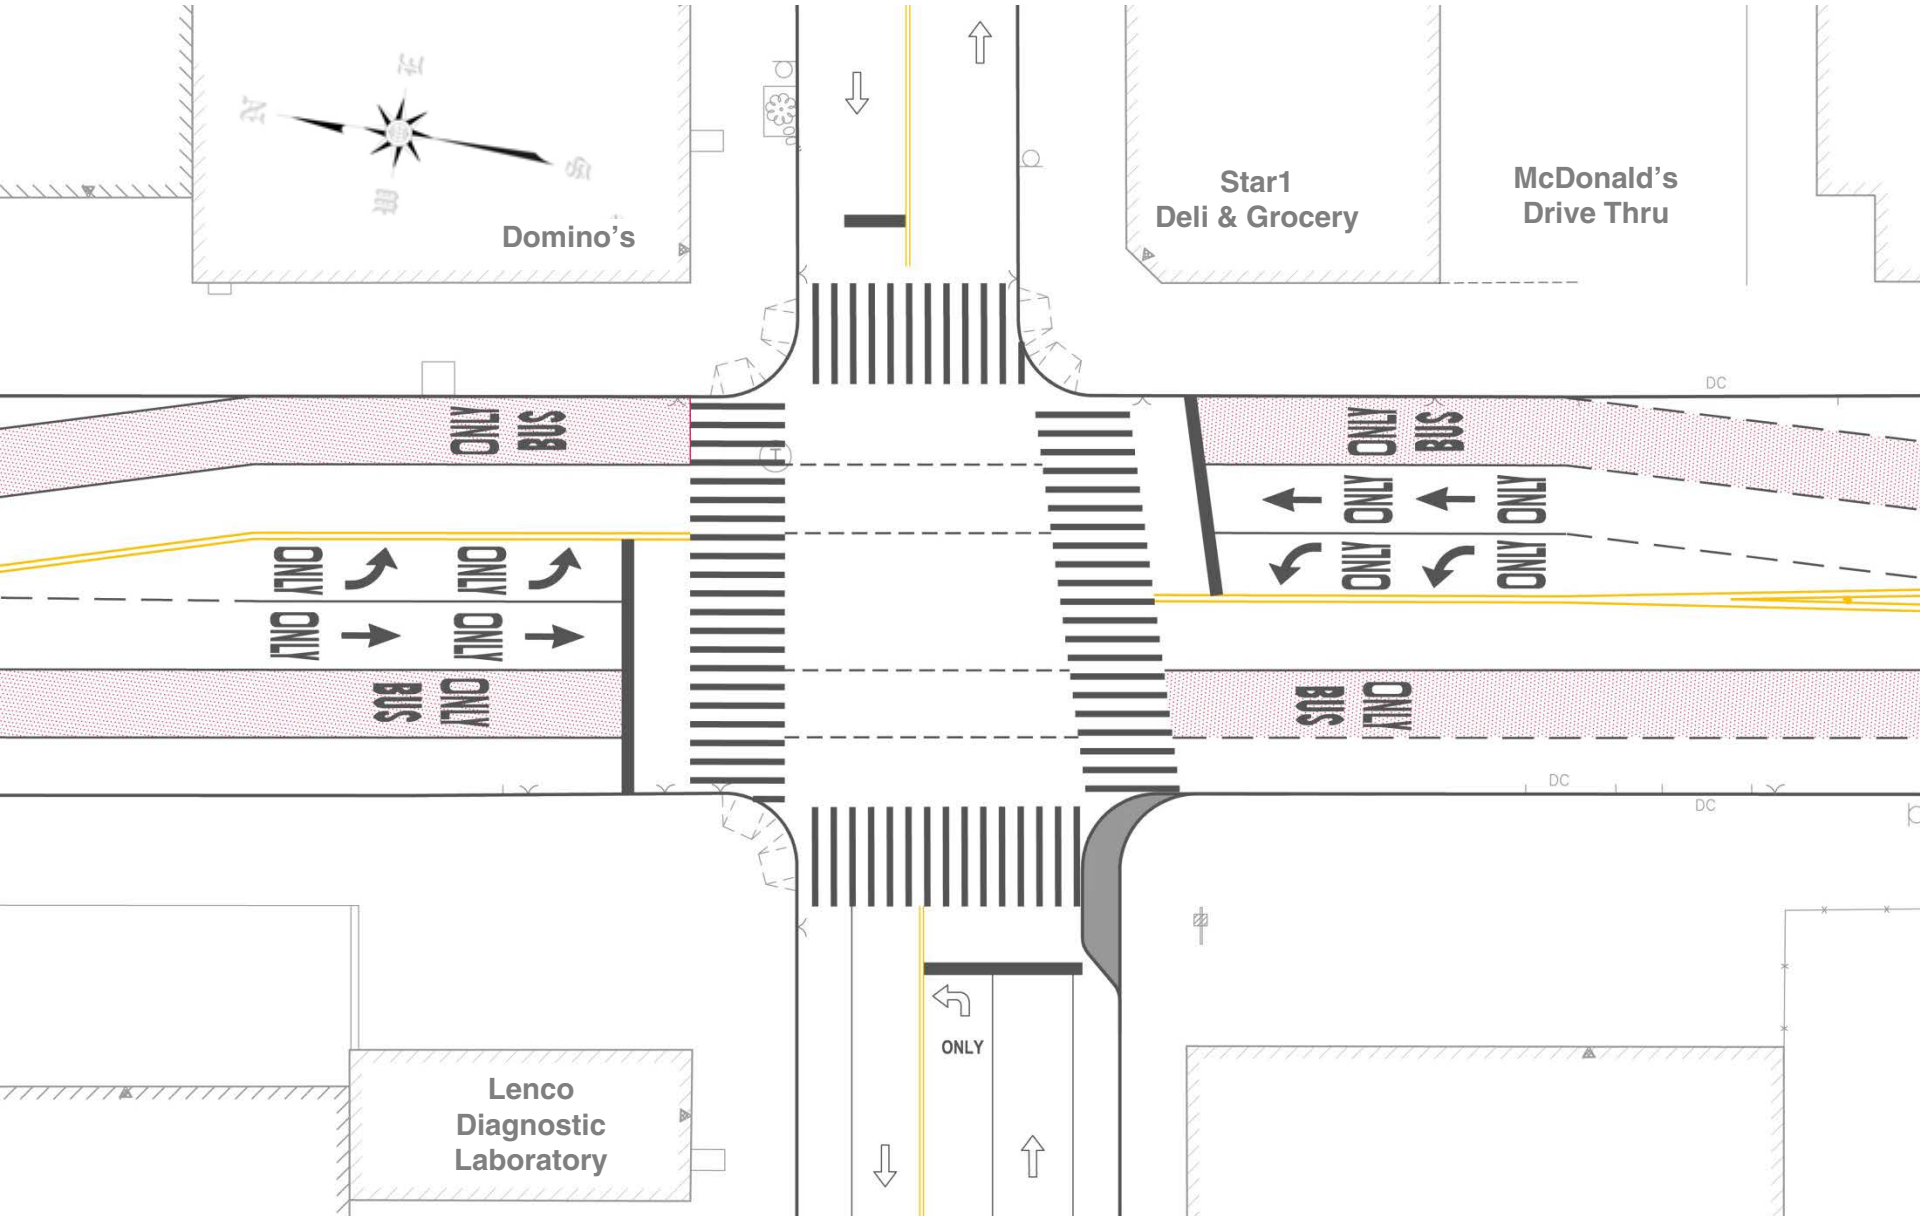 E
N
S
W
Domino's
Star1
Deli & Grocery
McDonald's
Drive Thru
DC
ONLY
BUS
ONLY
BUS
ONLY
ONLY
ONLY
ONLY
ONLY
ONLY
ONLY
ONLY
BUS
ONLY
BUS
ONLY
H
DC
DC
ONLY
Lenco
Diagnostic
Laboratory